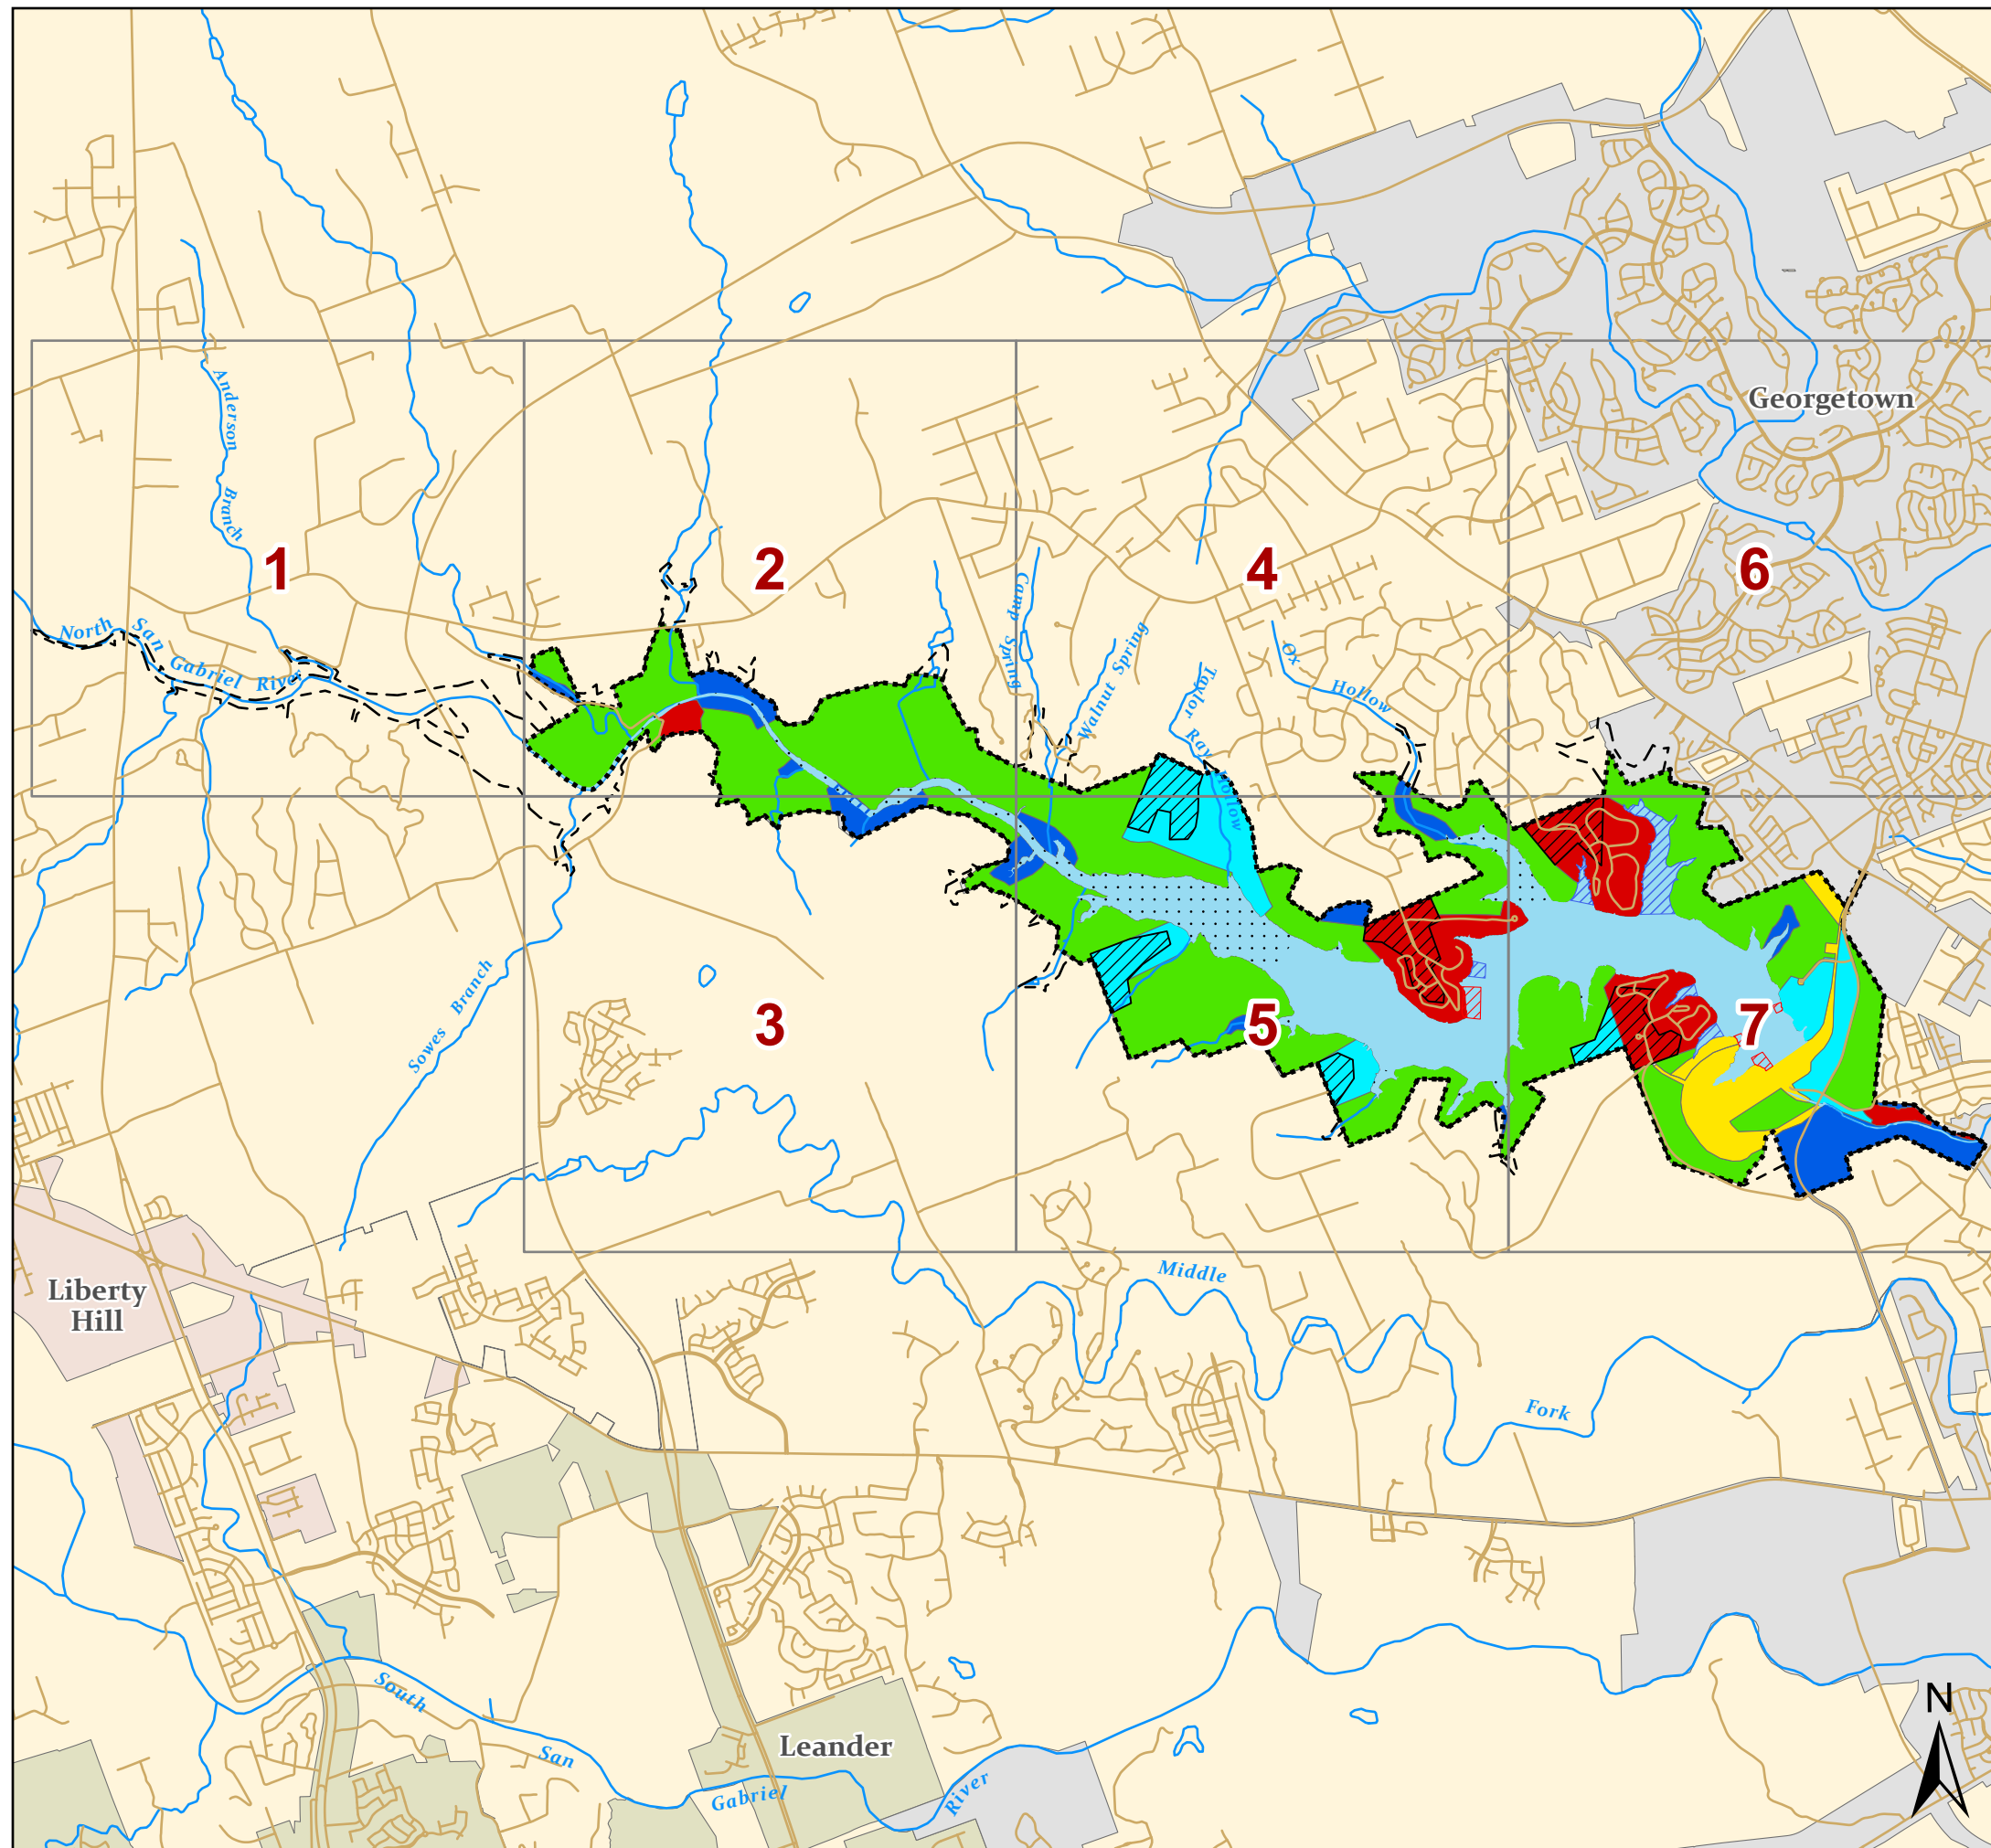 Georgetown
Anderson
Branch
1
2
4
6
North
San
Gabriel
River
Camp
Spring
Walnut Spring
Taylor
Ray
Hollow
Ox
Hollow
3
5
7
Sowes
Branch
Liberty
Hill
Middle
Fork
South
San
Gabriel
River
Leander
N